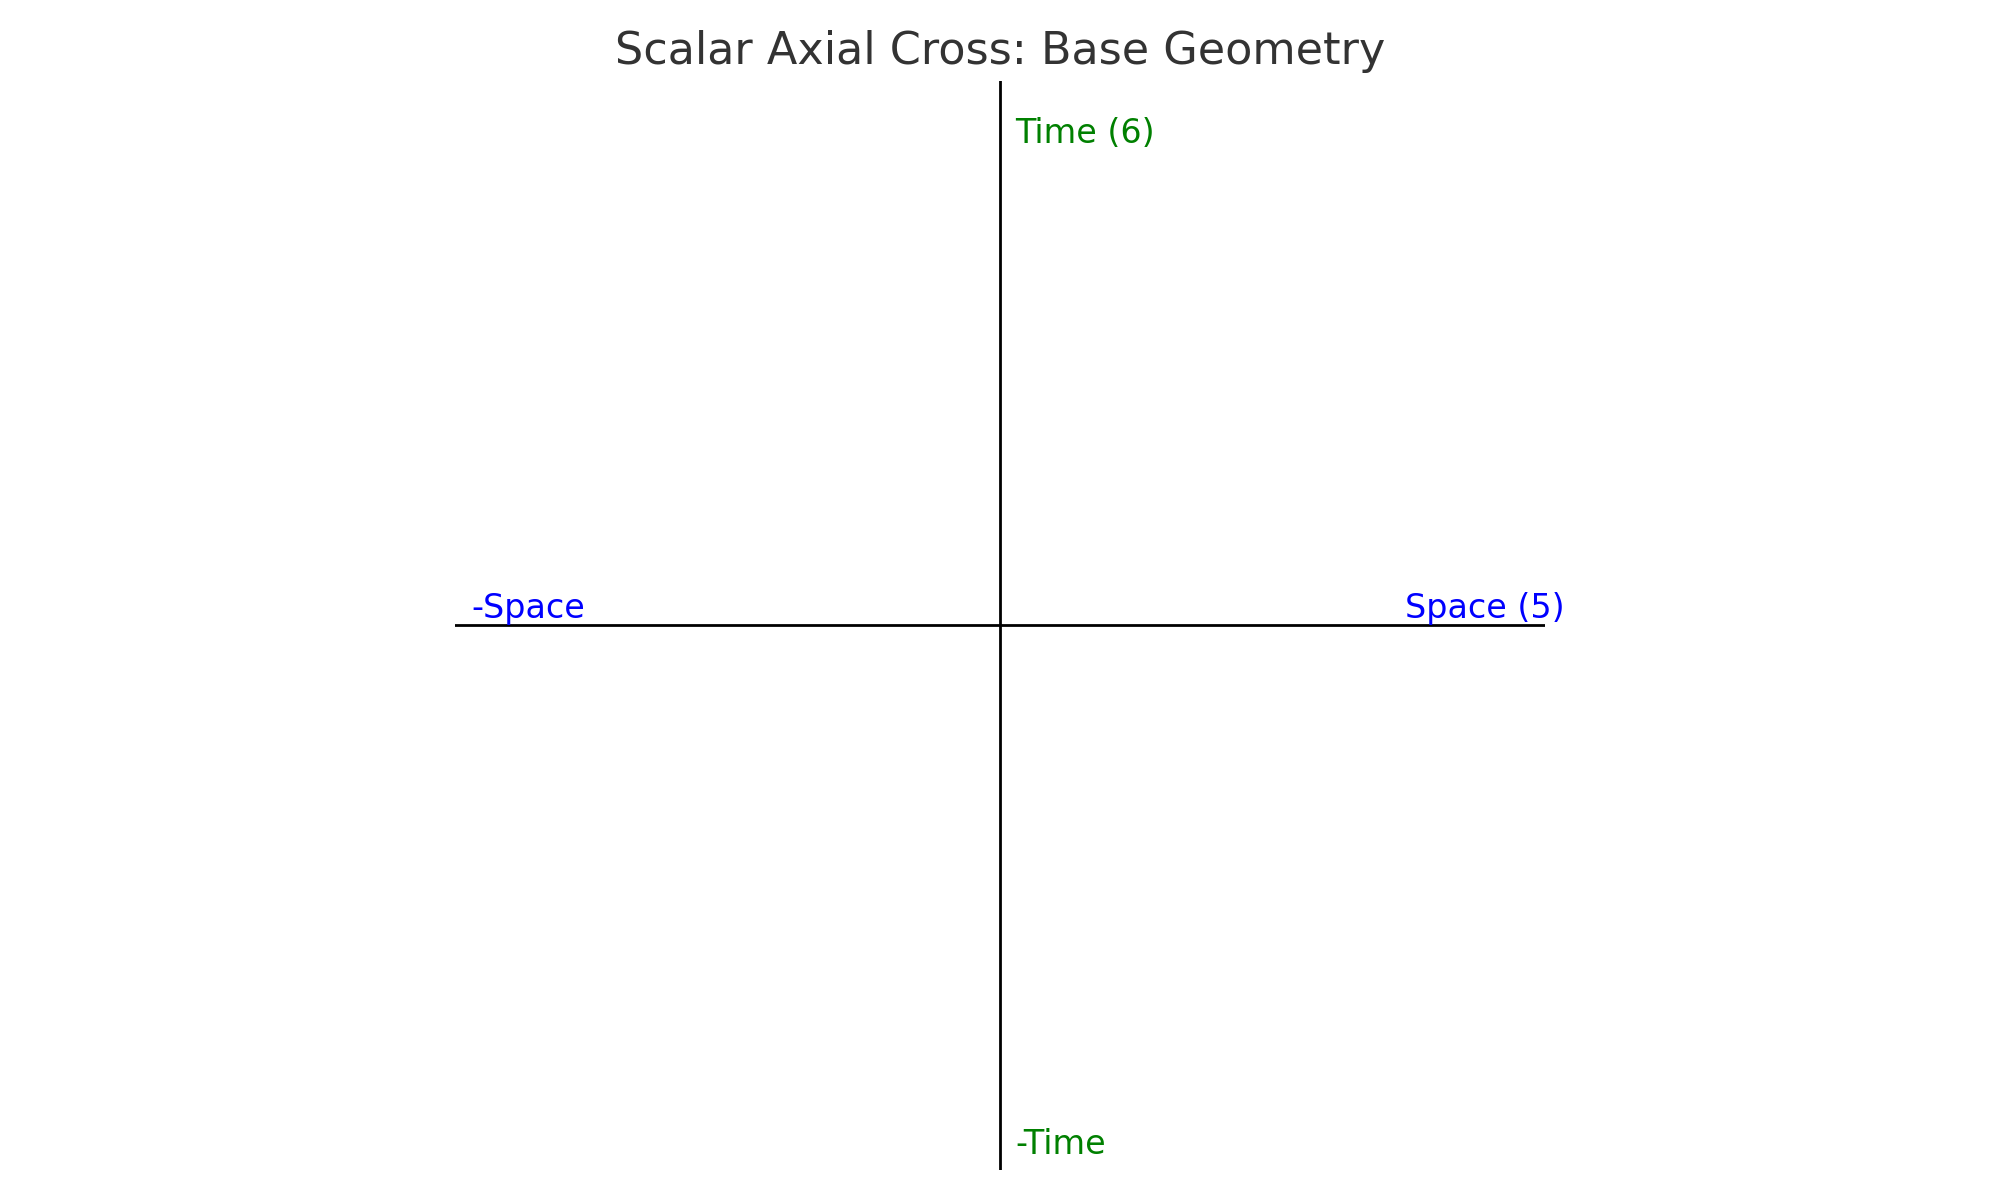 Scalar Axial Cross: Base Geometry
Time (6)
-Space
Space (5)
-Time